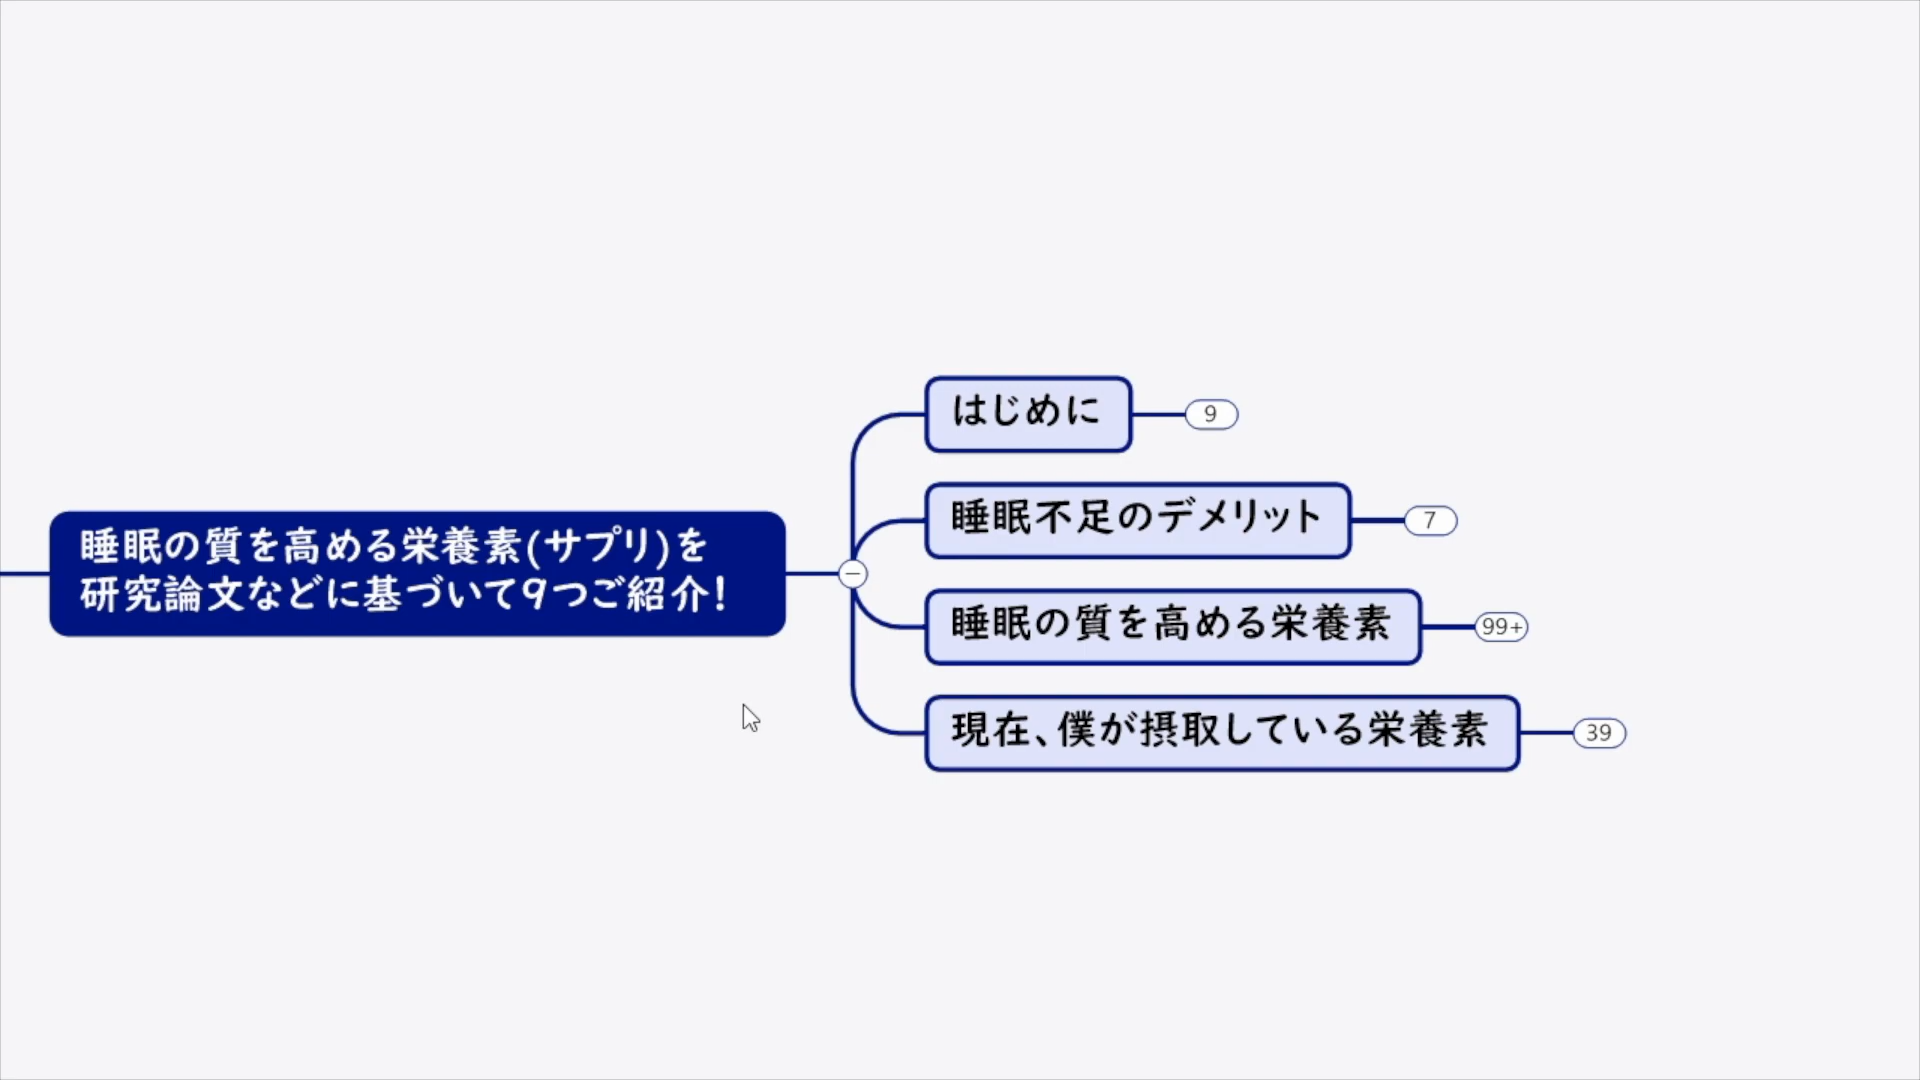 睡眠の質を高める栄養素(サプリ)を
研究論文などに基づいて9つご紹介!
はじめに
9
睡眠不足のデメリット
7
睡眠の質を高める栄養素
99+
現在、僕が摂取している栄養素
39